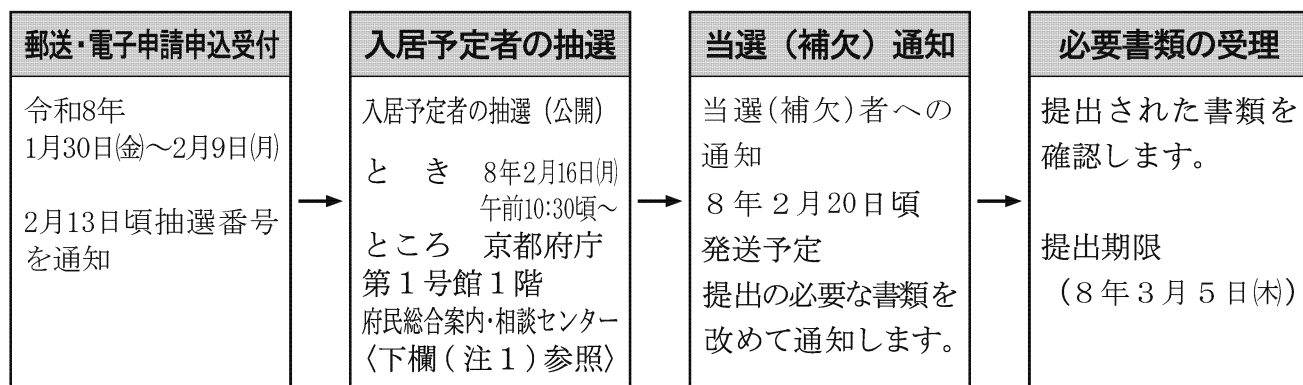 郵送・電子申請申込受付
令和8年
1月30日㈮～2月9日㈪
2月13日頃抽選番号
を通知
入居予定者の抽選
入居予定者の抽選（公開）
と　き　8年2月16日㈪
午前10:30頃～
ところ　京都府庁
第１号館１階
府民総合案内・相談センター
〈下欄(注１)参照〉
当選（補欠）通知
当選(補欠)者への
通知
８年２月20日頃
発送予定
提出の必要な書類を
改めて通知します。
必要書類の受理
提出された書類を
確認します。
提出期限
（８年３月５日㈭）